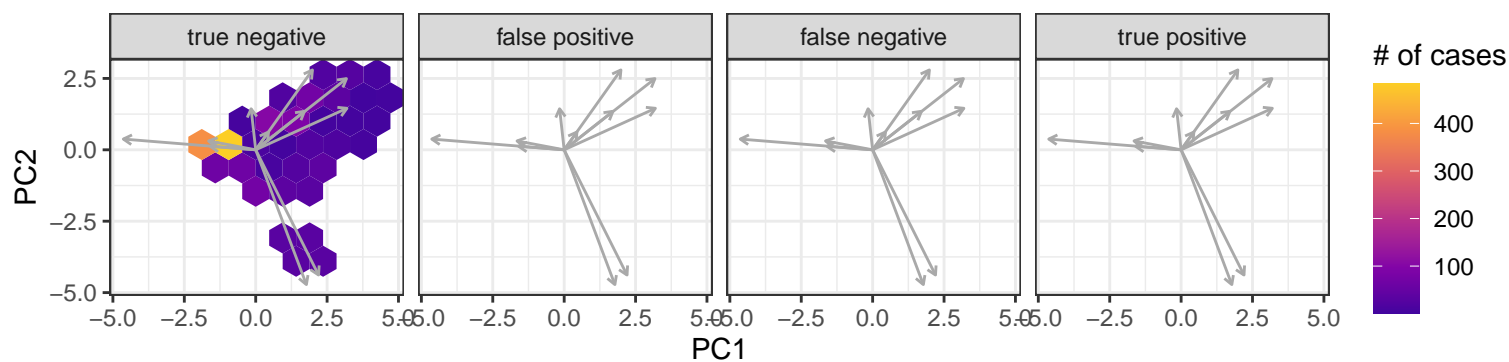 true negative
false positive
false negative
true positive
# of cases
400
300
200
100
PC2
2.5
0.0
−2.5
−5.0
−5.0 −2.5 0.0 2.5 5.0
−5.0 −2.5 0.0 2.5 5.0
−5.0 −2.5 0.0 2.5 5.0
−5.0 −2.5 0.0 2.5 5.0
PC1